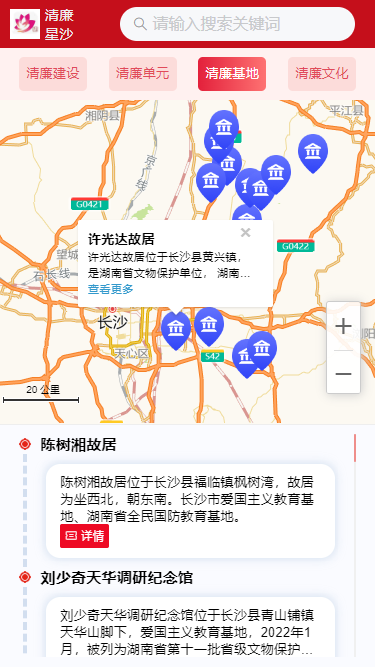 清廉
星沙
请输入搜索关键词
清廉建设
清廉单元
清廉基地
清廉文化
湘阴县
平江县
京广线
G0421
G0422
望城
石长线
许光达故居
许光达故居位于长沙县黄兴镇，
是湖南省文物保护单位， 湖南...
查看更多
长沙
天心区
S42
阳
20 公里
陈树湘故居
陈树湘故居位于长沙县福临镇枫树湾，故居
为坐西北，朝东南。长沙市爱国主义教育基
地、湖南省全民国防教育基地。
详情
刘少奇天华调研纪念馆
刘少奇天华调研纪念馆位于长沙县青山铺镇
天华山脚下，爱国主义教育基地，2022年1
月，被列为湖南省第十一批省级文物保护...